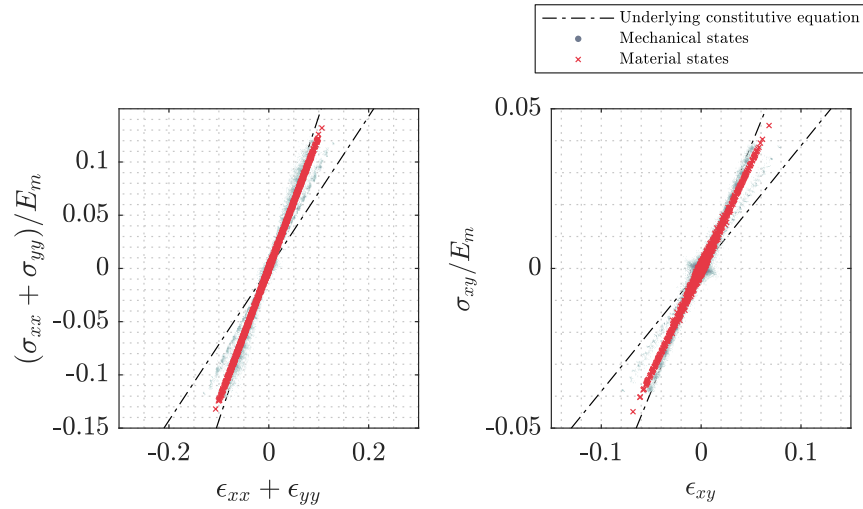 Underlying constitutive equation
Mechanical states
Material states
0.1
0.05
0
-0.05
-0.1
-0.15
-0.2
0
0.2
(σxx + σyy)/Em
ϵxx + ϵyy
0.05
0
-0.05
-0.1
0
0.1
σxy/Em
ϵxy